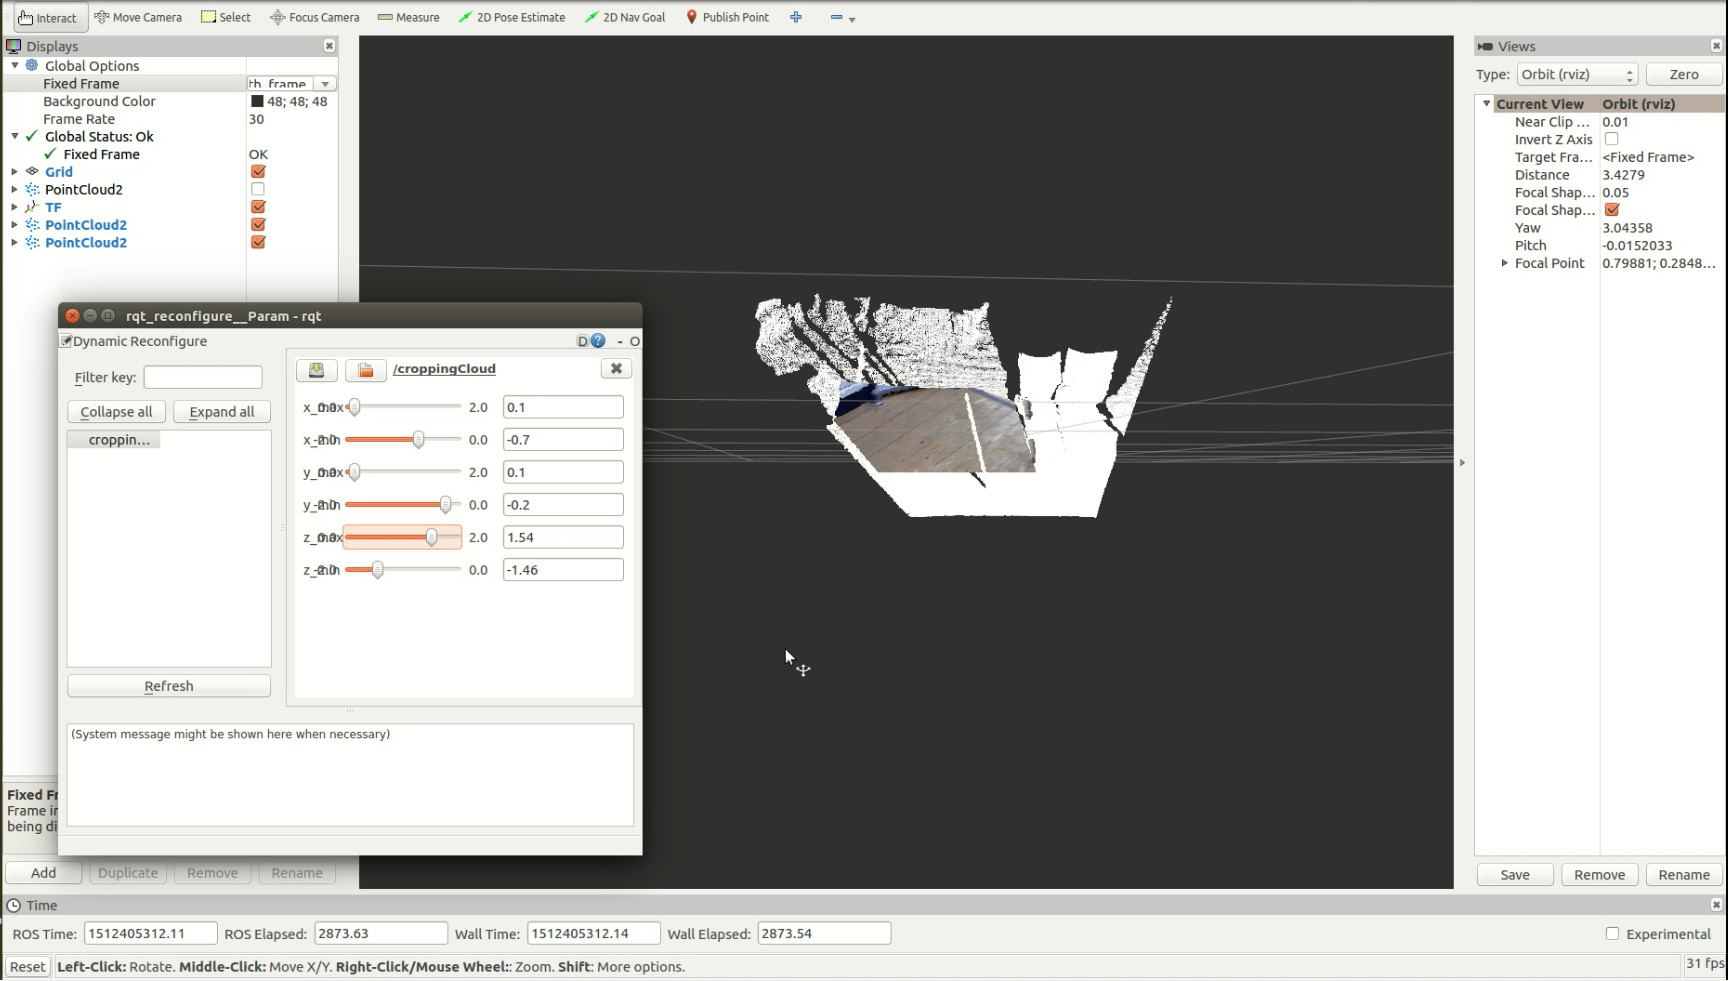 Interact Move Camera Select Focus Camera Measure 2D Pose Estimate 2D Nav Goal Publish Point
Displays
Global Options
Fixed Frame th_frame
Background Color 48; 48; 48
Frame Rate 30
Global Status: Ok
Fixed Frame OK
Grid
PointCloud2
TF
PointCloud2
PointCloud2
rqt_reconfigure__Param - rqt
Dynamic Reconfigure
D - O
Filter key:
Collapse all Expand all
croppin...
Refresh
/croppingCloud
x_max 2.0 0.1
x_min 0.0 -0.7
y_max 2.0 0.1
y_min 0.0 -0.2
z_max 2.0 1.54
z_min 0.0 -1.46
(System message might be shown here when necessary)
Fixed Fr
Frame in
being di
Add Duplicate Remove Rename
Views
Type: Orbit (rviz) Zero
Current View Orbit (rviz)
Near Clip ... 0.01
Invert Z Axis
Target Fra... <Fixed Frame>
Distance 3.4279
Focal Shap... 0.05
Focal Shap...
Yaw 3.04358
Pitch -0.0152033
Focal Point 0.79881; 0.2848...
Save Remove Rename
Time
ROS Time: 1512405312.11 ROS Elapsed: 2873.63 Wall Time: 1512405312.14 Wall Elapsed: 2873.54 Experimental
Reset Left-Click: Rotate. Middle-Click: Move X/Y. Right-Click/Mouse Wheel:: Zoom. Shift: More options. 31 fps